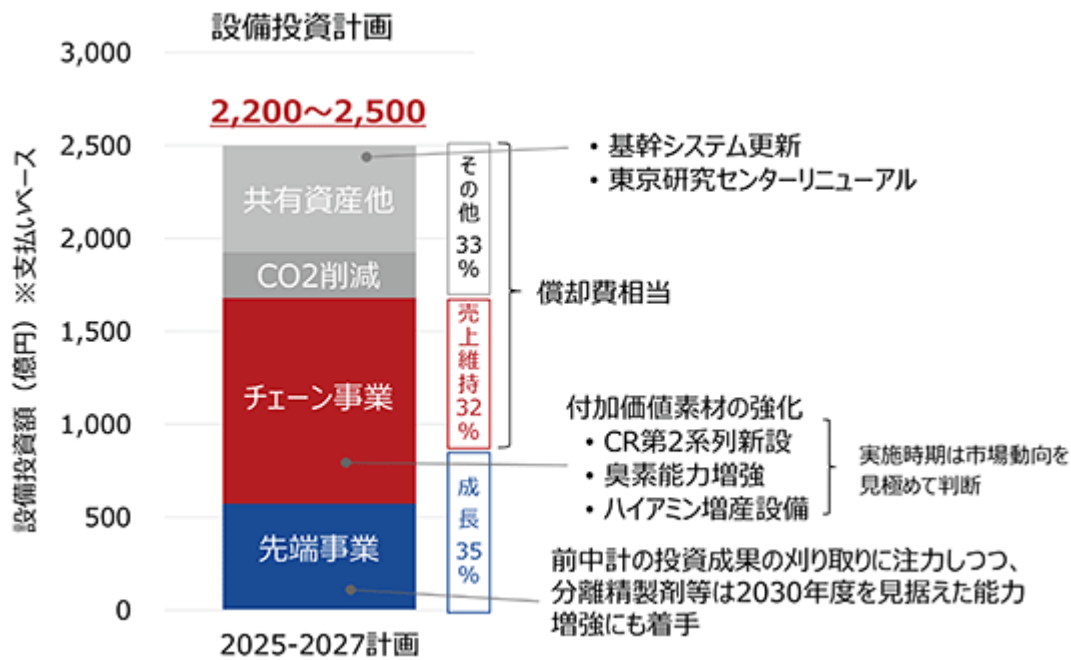 設備投資計画
設備投資額（億円）※支払いベース
3,000
2,500
2,000
1,500
1,000
500
0
2,200～2,500
共有資産他
CO2削減
チェーン事業
先端事業
2025-2027計画
その他 33%
売上維持 32%
成長 35%
償却費相当
・基幹システム更新
・東京研究センターリニューアル
付加価値素材の強化
・CR第2系列新設
・臭素能力増強
・ハイアミン増産設備
実施時期は市場動向を
見極めて判断
前中計の投資成果の刈り取りに注力しつつ、
分離精製剤等は2030年度を見据えた能力
増強にも着手